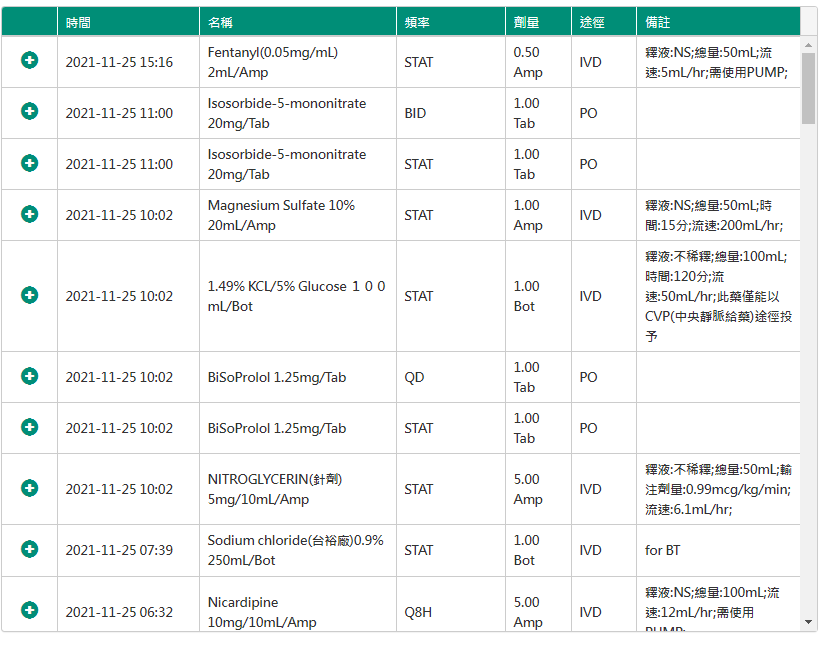 時間 名稱 頻率 劑量 途徑 備註
2021-11-25 15:16 Fentanyl(0.05mg/mL) 2mL/Amp STAT 0.50 Amp IVD 釋液:NS;總量:50mL;流速:5mL/hr;需使用PUMP;
2021-11-25 11:00 Isosorbide-5-mononitrate 20mg/Tab BID 1.00 Tab PO
2021-11-25 11:00 Isosorbide-5-mononitrate 20mg/Tab STAT 1.00 Tab PO
2021-11-25 10:02 Magnesium Sulfate 10% 20mL/Amp STAT 1.00 Amp IVD 釋液:NS;總量:50mL;時間:15分;流速:200mL/hr;
2021-11-25 10:02 1.49% KCL/5% Glucose １００mL/Bot STAT 1.00 Bot IVD 釋液:不稀釋;總量:100mL;時間:120分;流速:50mL/hr;此藥僅能以CVP(中央靜脈給藥)途徑投予
2021-11-25 10:02 BiSoProlol 1.25mg/Tab QD 1.00 Tab PO
2021-11-25 10:02 BiSoProlol 1.25mg/Tab STAT 1.00 Tab PO
2021-11-25 10:02 NITROGLYCERIN(針劑) 5mg/10mL/Amp STAT 5.00 Amp IVD 釋液:不稀釋;總量:50mL;輸注劑量:0.99mcg/kg/min;流速:6.1mL/hr;
2021-11-25 07:39 Sodium chloride(台裕廠)0.9% 250mL/Bot STAT 1.00 Bot IVD for BT
2021-11-25 06:32 Nicardipine 10mg/10mL/Amp Q8H 5.00 Amp IVD 釋液:NS;總量:100mL;流速:12mL/hr;需使用PUMP;